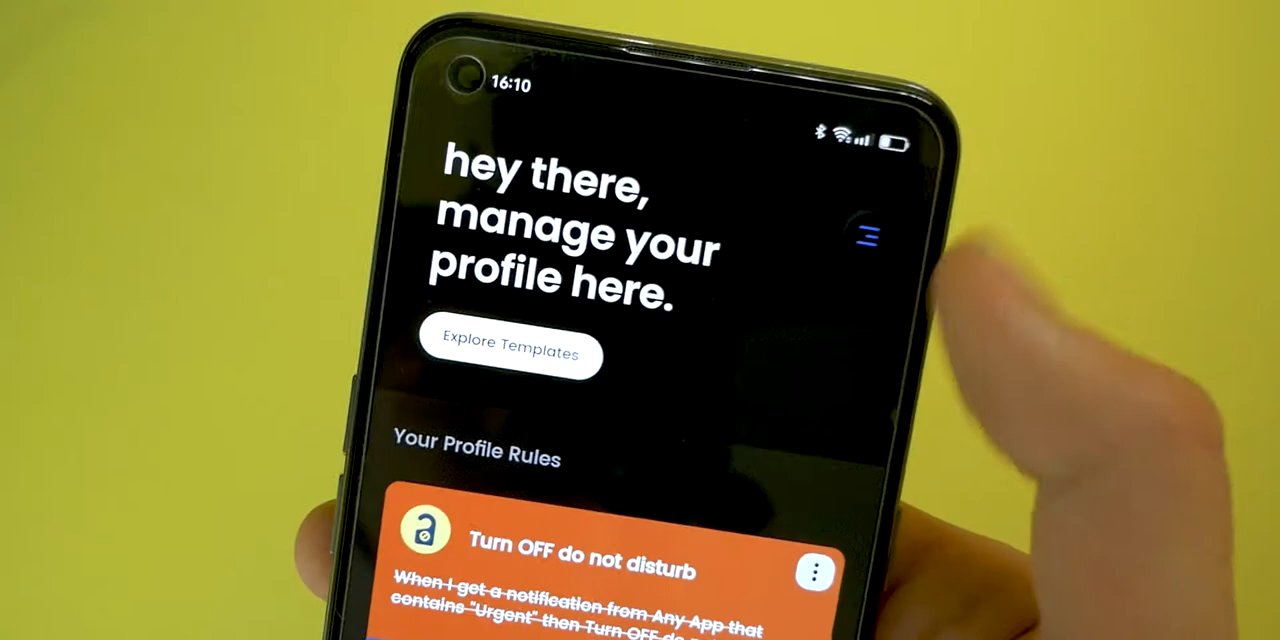 16:10
hey there,
manage your
profile here.
Explore Templates
Your Profile Rules
Turn OFF do not disturb
When I get a notification from Any App that
contains "Urgent" then Turn OFF do